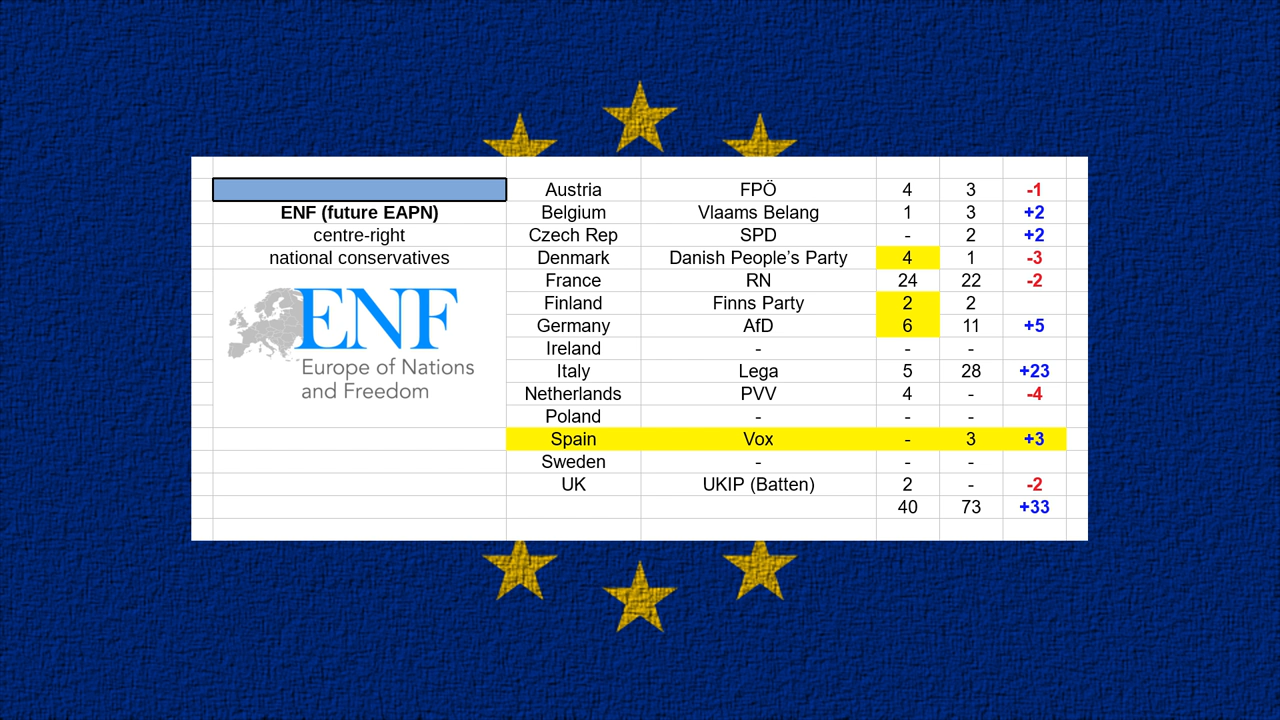 Austria FPÖ 4 3 -1
ENF (future EAPN) Belgium Vlaams Belang 1 3 +2
centre-right Czech Rep SPD - 2 +2
national conservatives Denmark Danish People's Party 4 1 -3
France RN 24 22 -2
Finland Finns Party 2 2
Germany AfD 6 11 +5
Ireland - - -
Italy Lega 5 28 +23
Netherlands PVV 4 - -4
Poland - - -
Spain Vox - 3 +3
Sweden - - -
UK UKIP (Batten) 2 - -2
40 73 +33
ENF
Europe of Nations
and Freedom